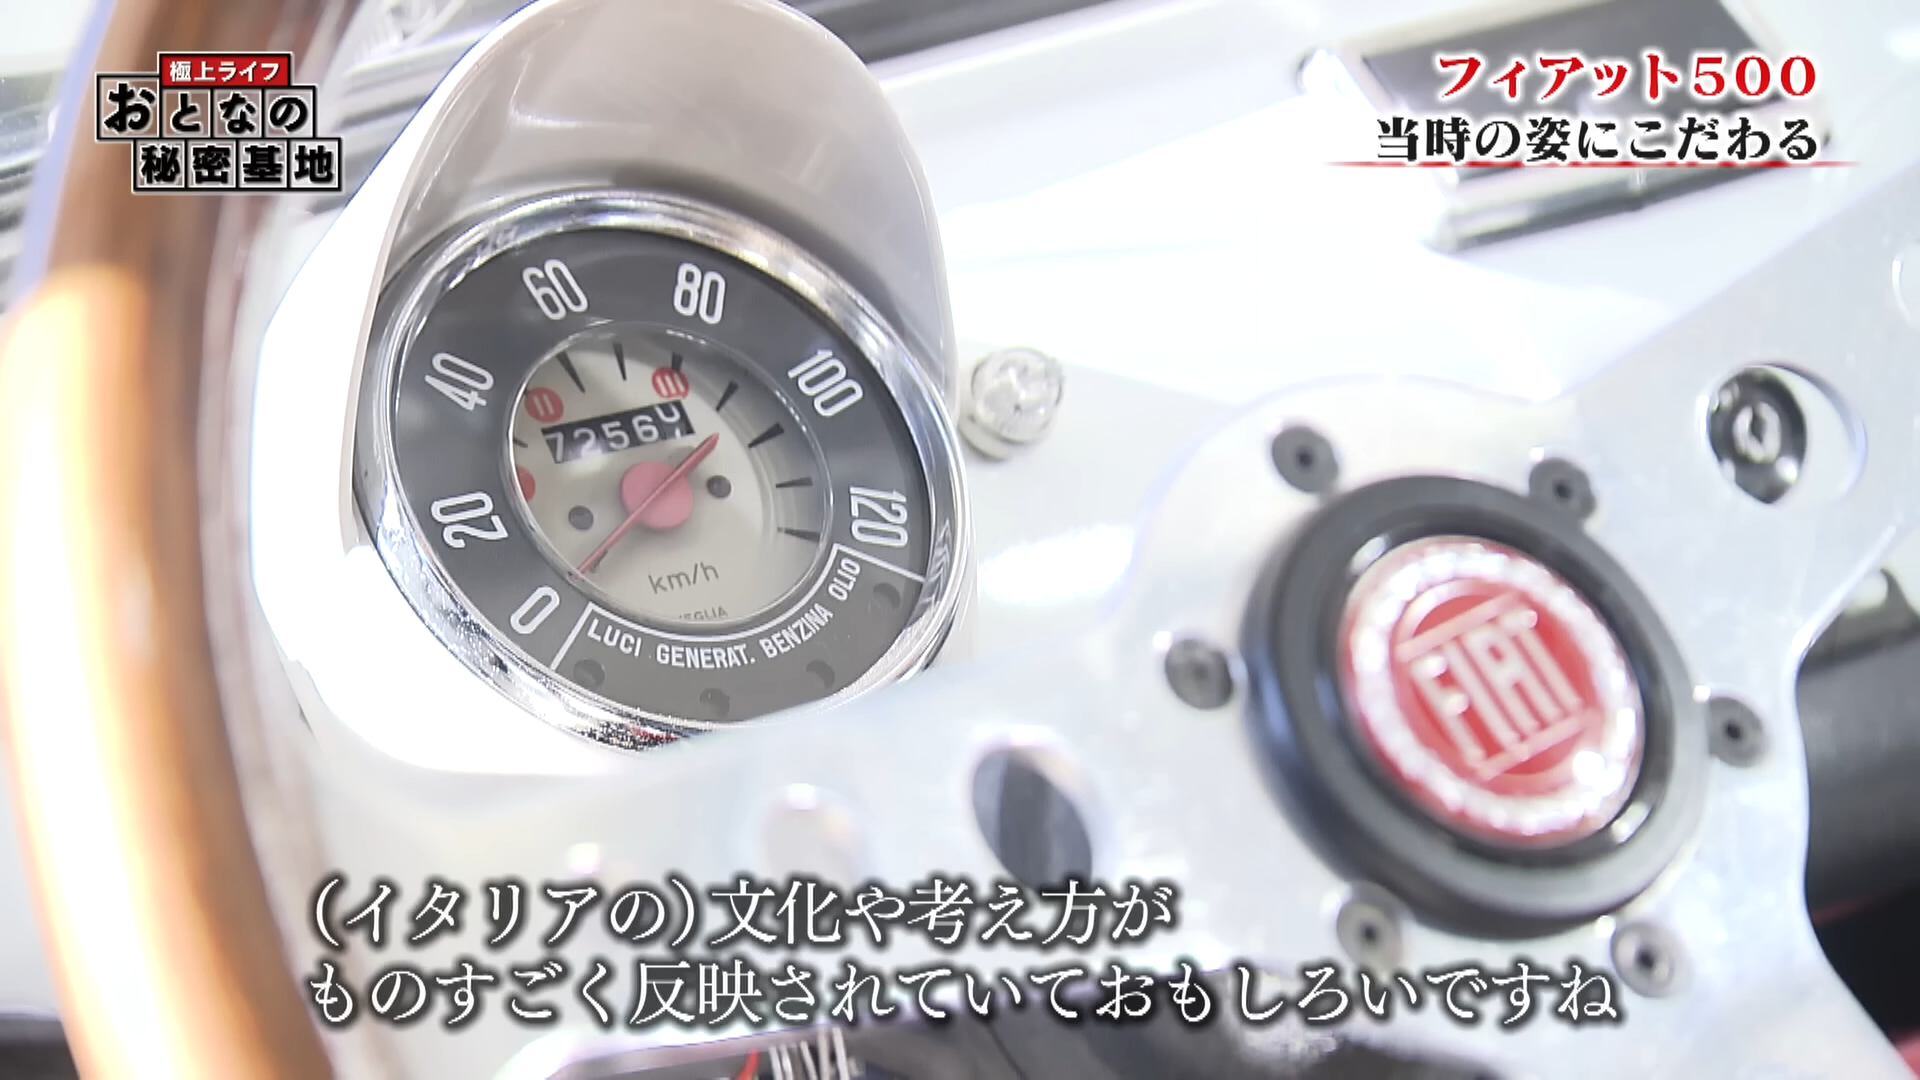 極上ライフ
おとなの
秘密基地
フィアット500
当時の姿にこだわる
60
80
40
100
II
III
7256
20
120
km/h
0
LUCI GENERAT. BENZINA OLIO
FIAT
（イタリアの）文化や考え方が
ものすごく反映されていておもしろいですね